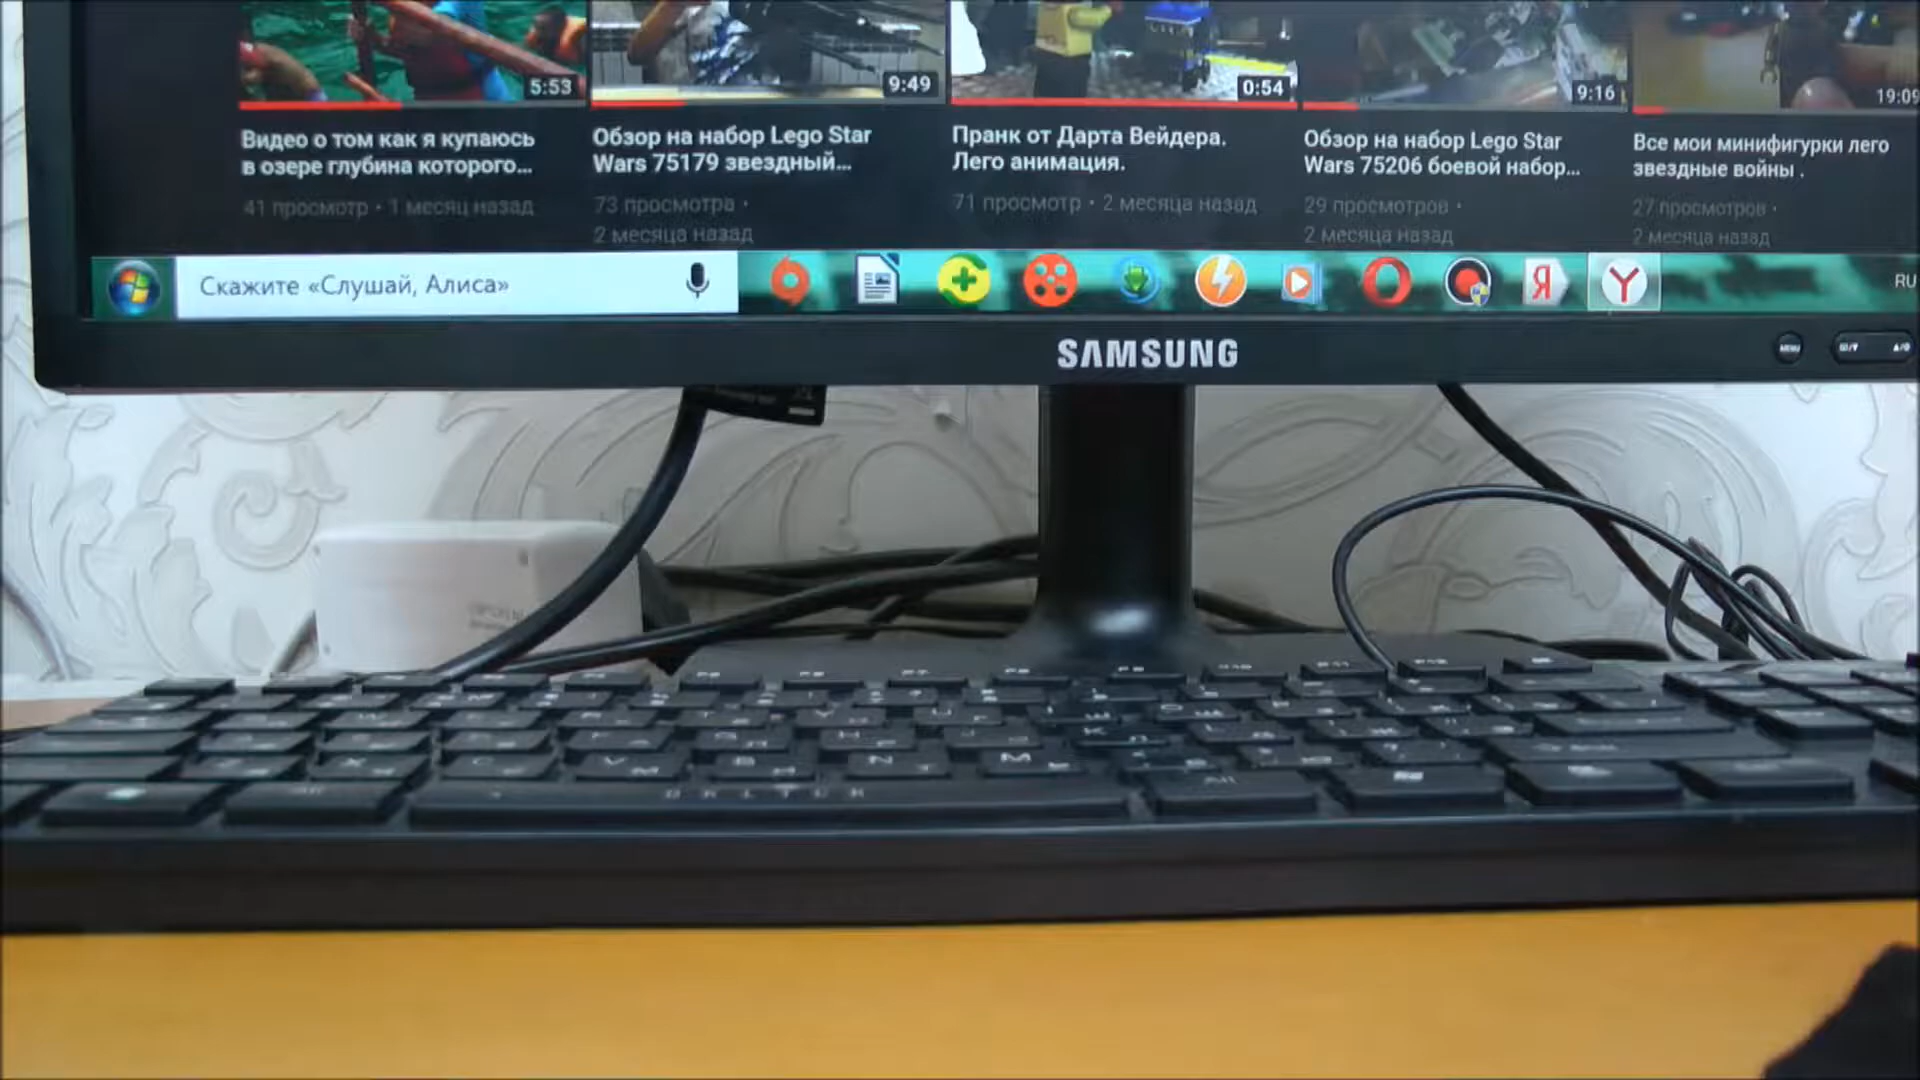 5:53
9:49
0:54
9:16
19:09
Видео о том как я купаюсь
в озере глубина которого...
41 просмотр • 1 месяц назад
Обзор на набор Lego Star
Wars 75179 звездный...
73 просмотра •
2 месяца назад
Пранк от Дарта Вейдера.
Лего анимация.
71 просмотр • 2 месяца назад
Обзор на набор Lego Star
Wars 75206 боевой набор...
29 просмотров •
2 месяца назад
Все мои минифигурки лего
звездные войны .
27 просмотров •
2 месяца назад
Скажите «Слушай, Алиса»
Я
Y
RU
SAMSUNG
MENU